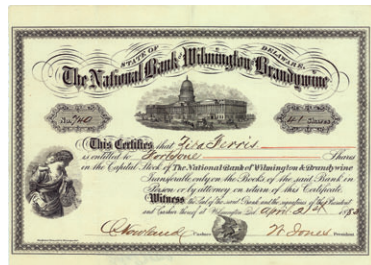 STATE OF DELAWARE.
The National Bank of Wilmington & Brandywine
No. 740
41 Shares
This Certifies that Ziba Ferris
is entitled to Forty One Shares
in the Capital Stock of The National Bank of Wilmington & Brandywine
Transferable only on the Books of the said Bank in
Person or by attorney on return of this Certificate.
Witness the Seal of the said Bank and the signatures of the President
and Cashier thereof at Wilmington Del. April 21st
Cashier
President